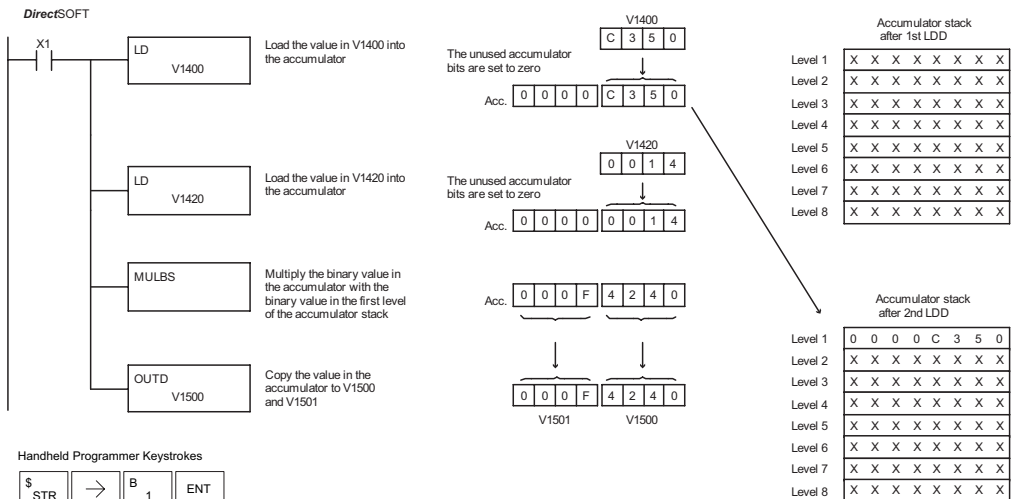 DirectSOFT
X1
LD
V1400
Load the value in V1400 into
the accumulator
LD
V1420
Load the value in V1420 into
the accumulator
MULBS
Multiply the binary value in
the accumulator with the
binary value in the first level
of the accumulator stack
OUTD
V1500
Copy the value in the
accumulator to V1500
and V1501
V1400
C 3 5 0
The unused accumulator
bits are set to zero
Acc. 0 0 0 0 C 3 5 0
V1420
0 0 1 4
The unused accumulator
bits are set to zero
Acc. 0 0 0 0 0 0 1 4
Acc. 0 0 0 F 4 2 4 0
0 0 0 F 4 2 4 0
V1501 V1500
Accumulator stack
after 1st LDD
Level 1 X X X X X X X X
Level 2 X X X X X X X X
Level 3 X X X X X X X X
Level 4 X X X X X X X X
Level 5 X X X X X X X X
Level 6 X X X X X X X X
Level 7 X X X X X X X X
Level 8 X X X X X X X X
Accumulator stack
after 2nd LDD
Level 1 0 0 0 0 C 3 5 0
Level 2 X X X X X X X X
Level 3 X X X X X X X X
Level 4 X X X X X X X X
Level 5 X X X X X X X X
Level 6 X X X X X X X X
Level 7 X X X X X X X X
Level 8 X X X X X X X X
Handheld Programmer Keystrokes
$ STR → B 1 ENT